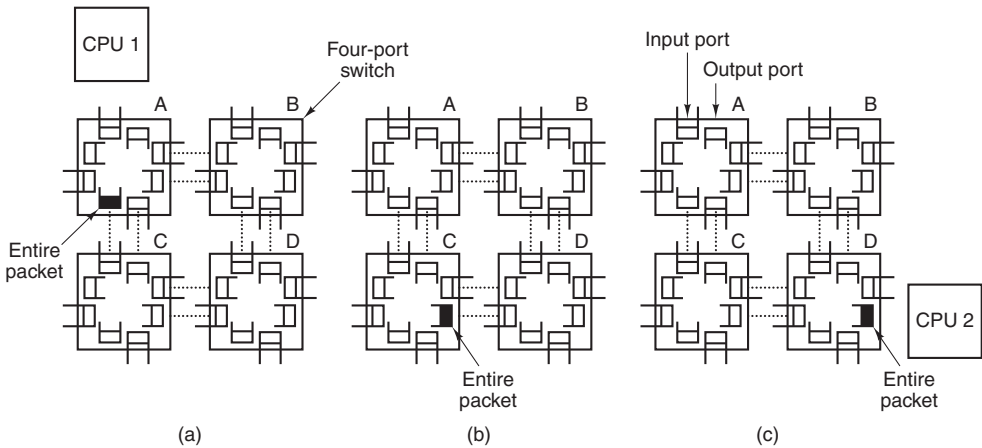 CPU 1
Four-port
switch
Input port
Output port
A
B
A
B
A
B
Entire
packet
C
D
C
D
C
D
CPU 2
Entire
packet
Entire
packet
(a)
(b)
(c)